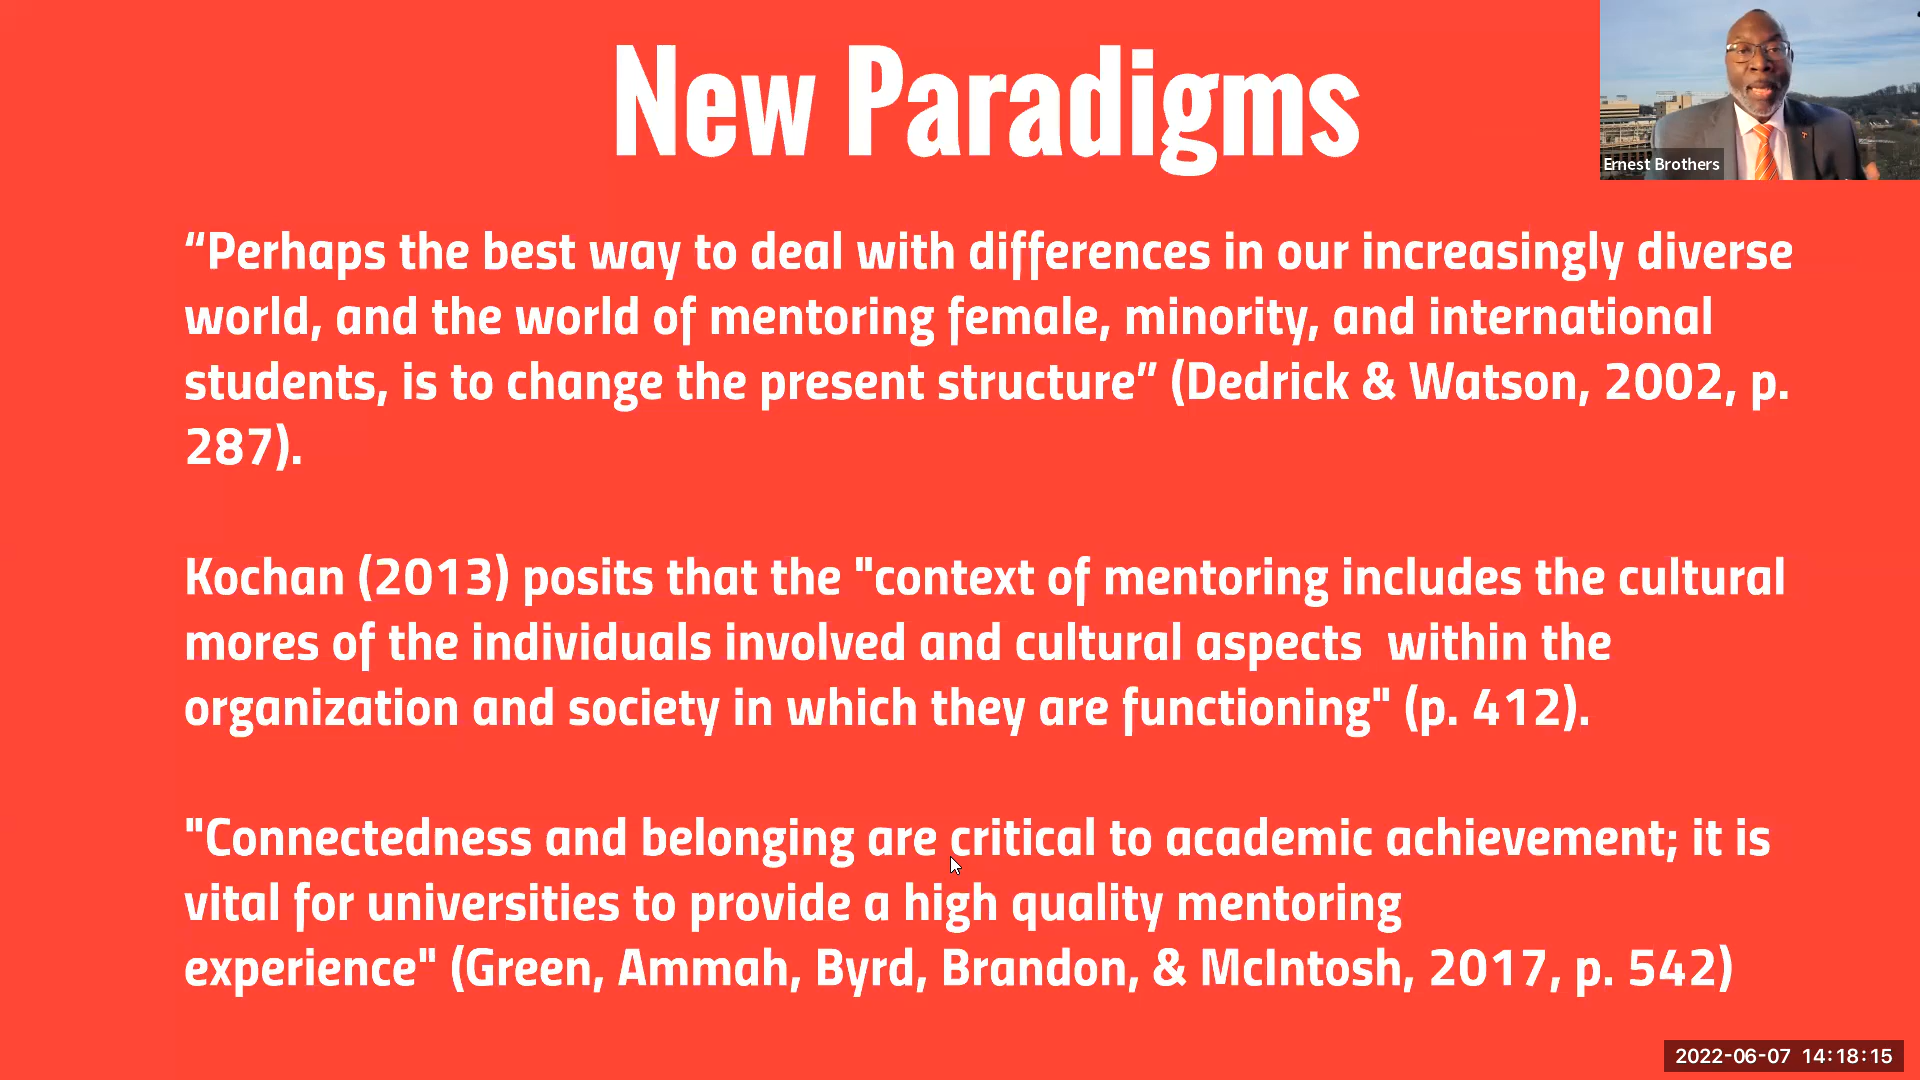 New Paradigms
Ernest Brothers
“Perhaps the best way to deal with differences in our increasingly diverse
world, and the world of mentoring female, minority, and international
students, is to change the present structure” (Dedrick & Watson, 2002, p.
287).
Kochan (2013) posits that the "context of mentoring includes the cultural
mores of the individuals involved and cultural aspects  within the
organization and society in which they are functioning" (p. 412).
"Connectedness and belonging are critical to academic achievement; it is
vital for universities to provide a high quality mentoring
experience" (Green, Ammah, Byrd, Brandon, & McIntosh, 2017, p. 542)
2022-06-07 14:18:15